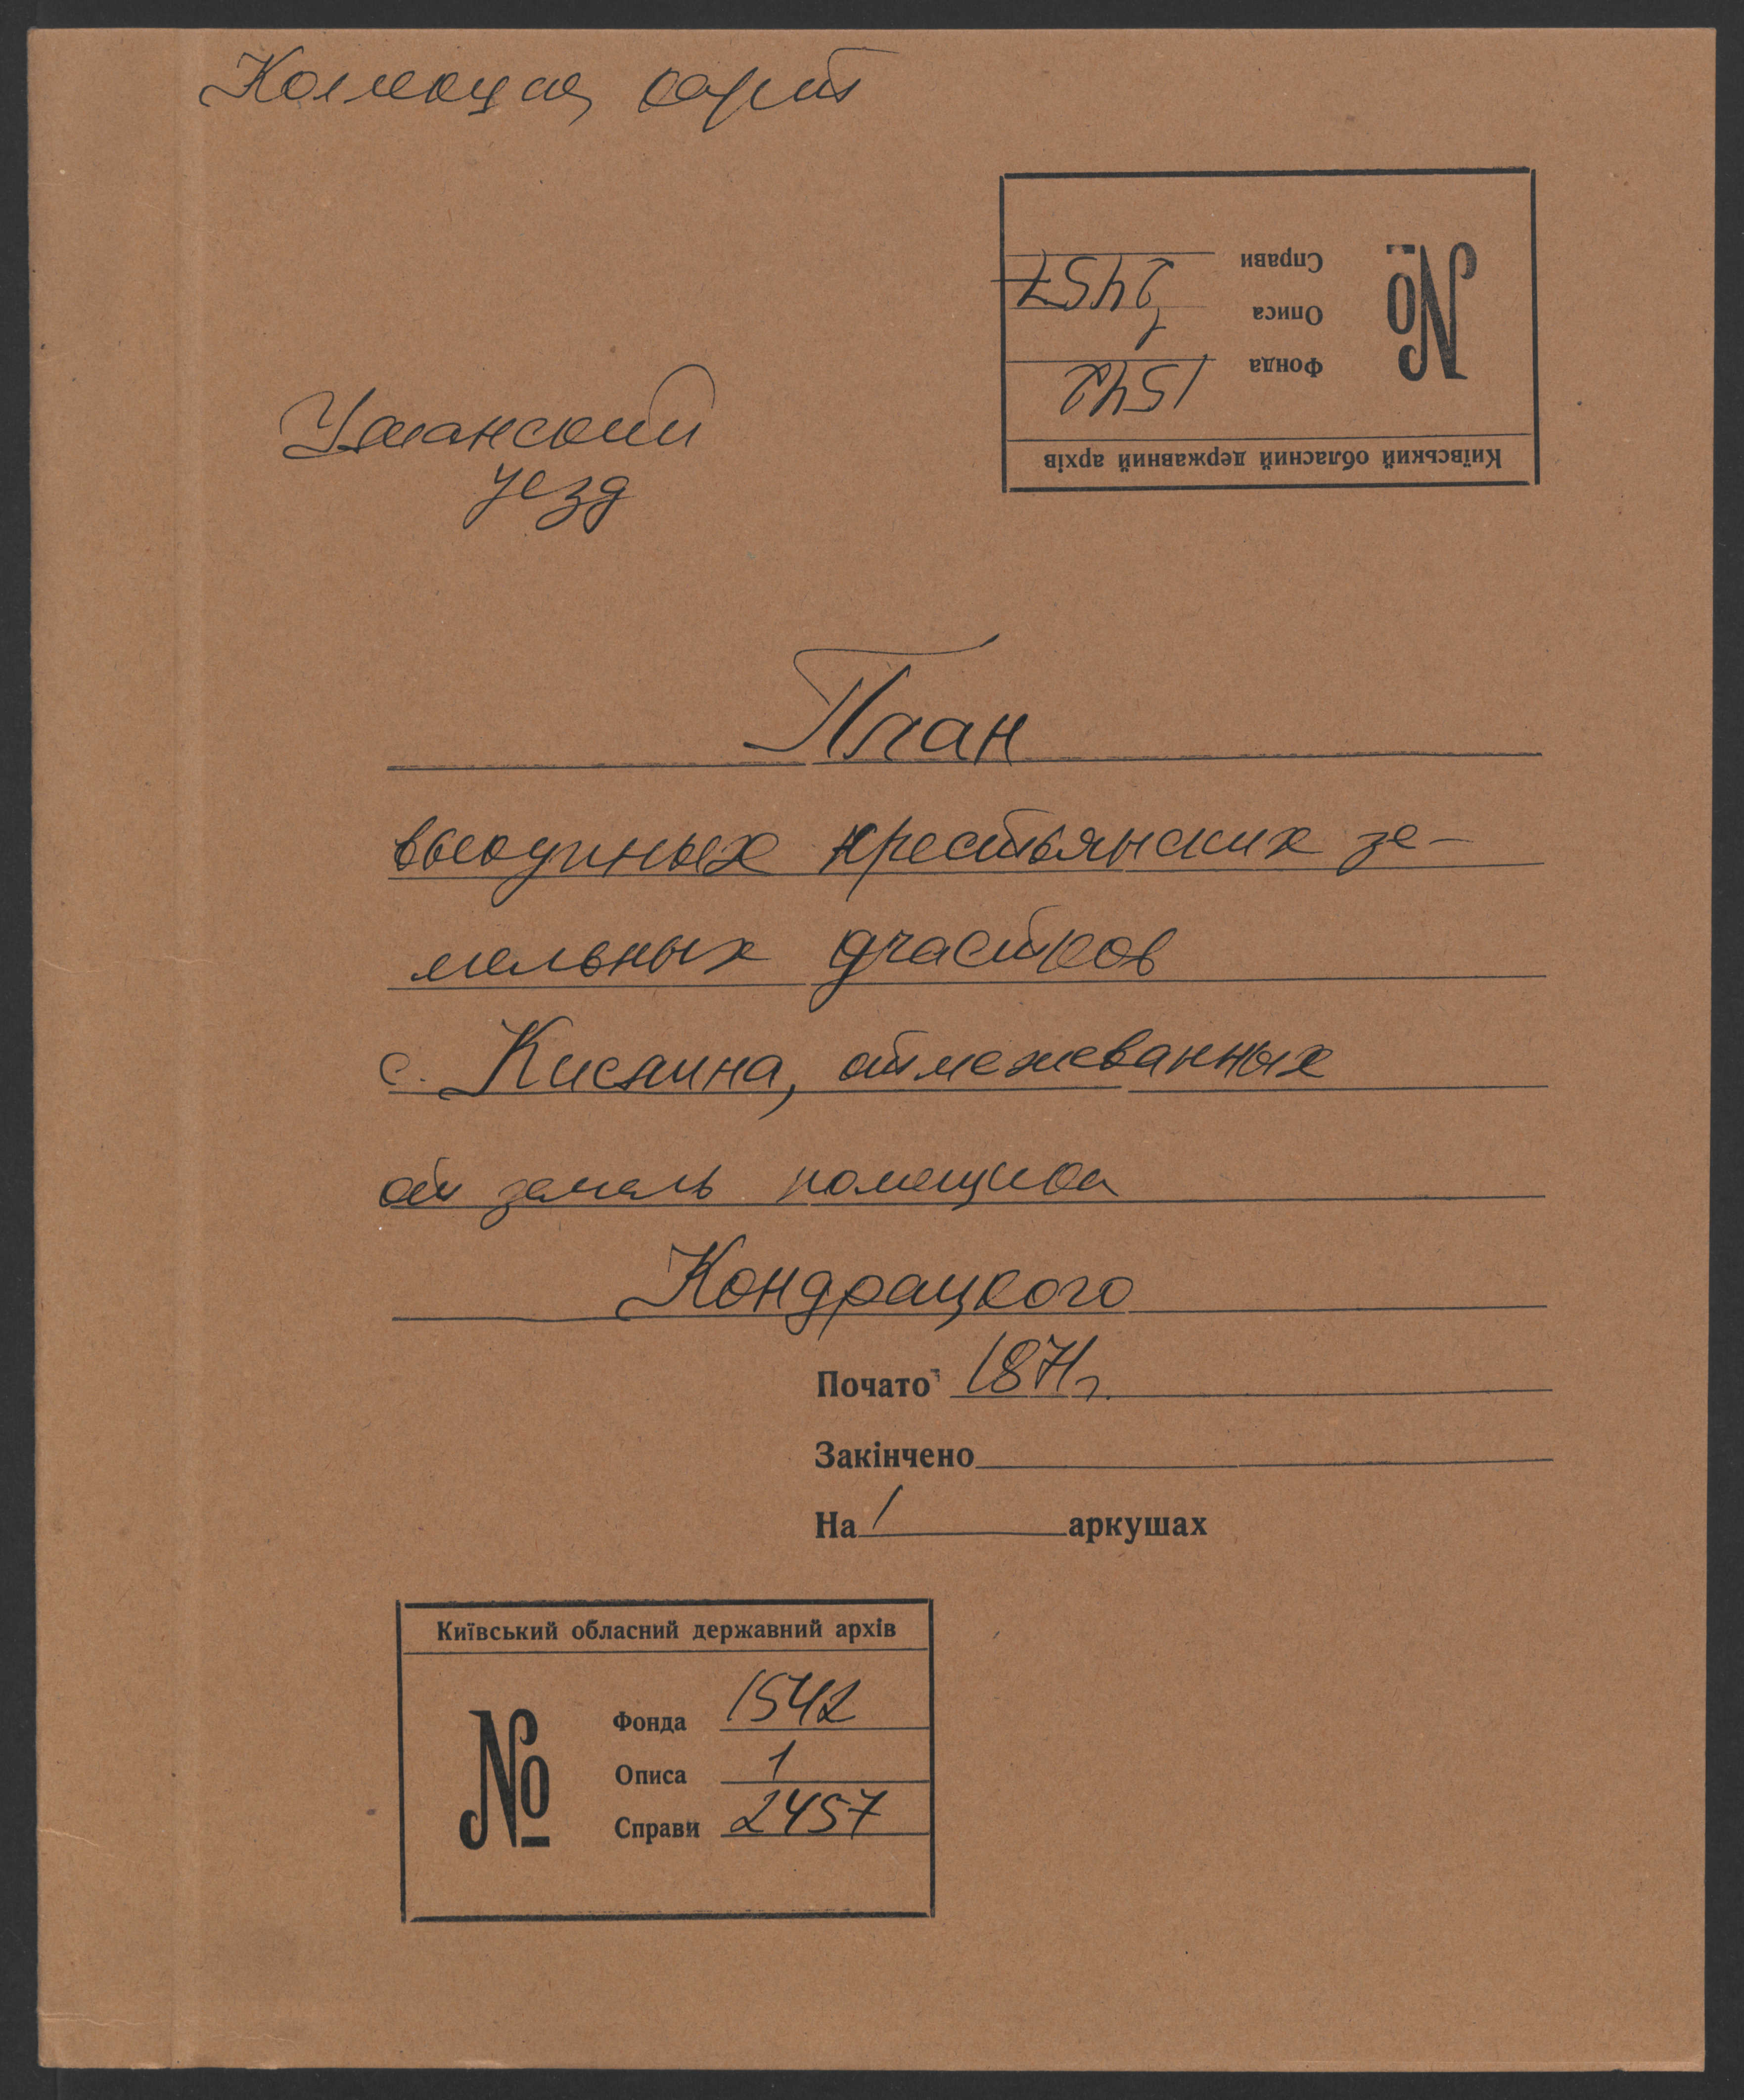 Коллекция карт
Справи 2457
Описа 1
Фонда 1542
№
Київський обласний державний архів
Уманский
уезд
План
выкупных крестьянских зе-
мельных участков
с. Кислина, отмежеванных
от земель помещика
Кондрацкого
Почато 1871 г.
Закінчено
На 1 аркушах
Київський обласний державний архів
№
Фонда 1542
Описа 1
Справи 2457